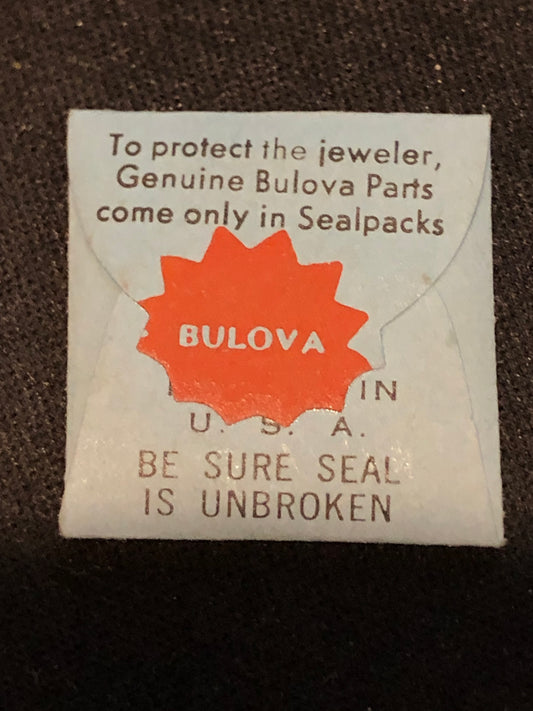 To protect the jeweler,
Genuine Bulova Parts
come only in Sealpacks
BULOVA
IN
U. S. A.
BE SURE SEAL
IS UNBROKEN